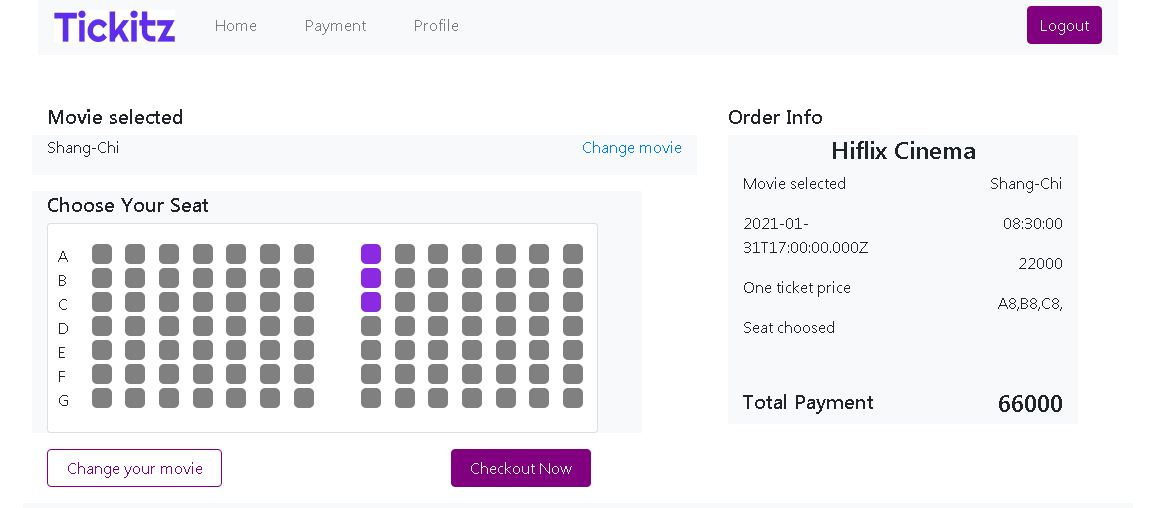 Tickitz Home Payment Profile Logout
Movie selected
Shang-Chi Change movie
Choose Your Seat
A
B
C
D
E
F
G
Change your movie Checkout Now
Order Info
Hiflix Cinema
Movie selected Shang-Chi
2021-01- 08:30:00
31T17:00:00.000Z
22000
One ticket price
A8,B8,C8,
Seat choosed
Total Payment 66000